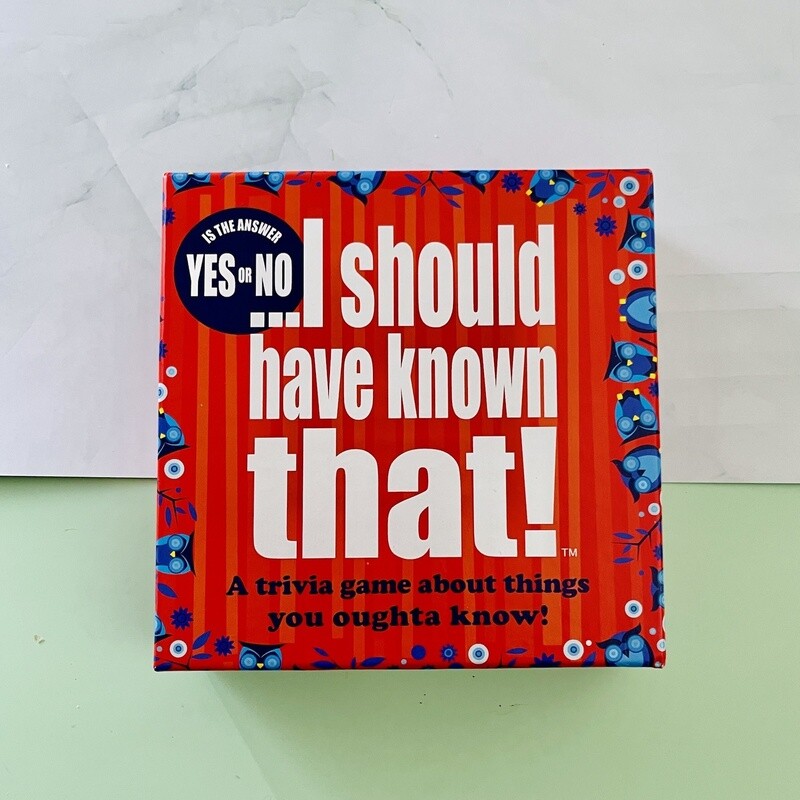 IS THE ANSWER
YES OR NO
...I should
have known
that!™
A trivia game about things
you oughta know!